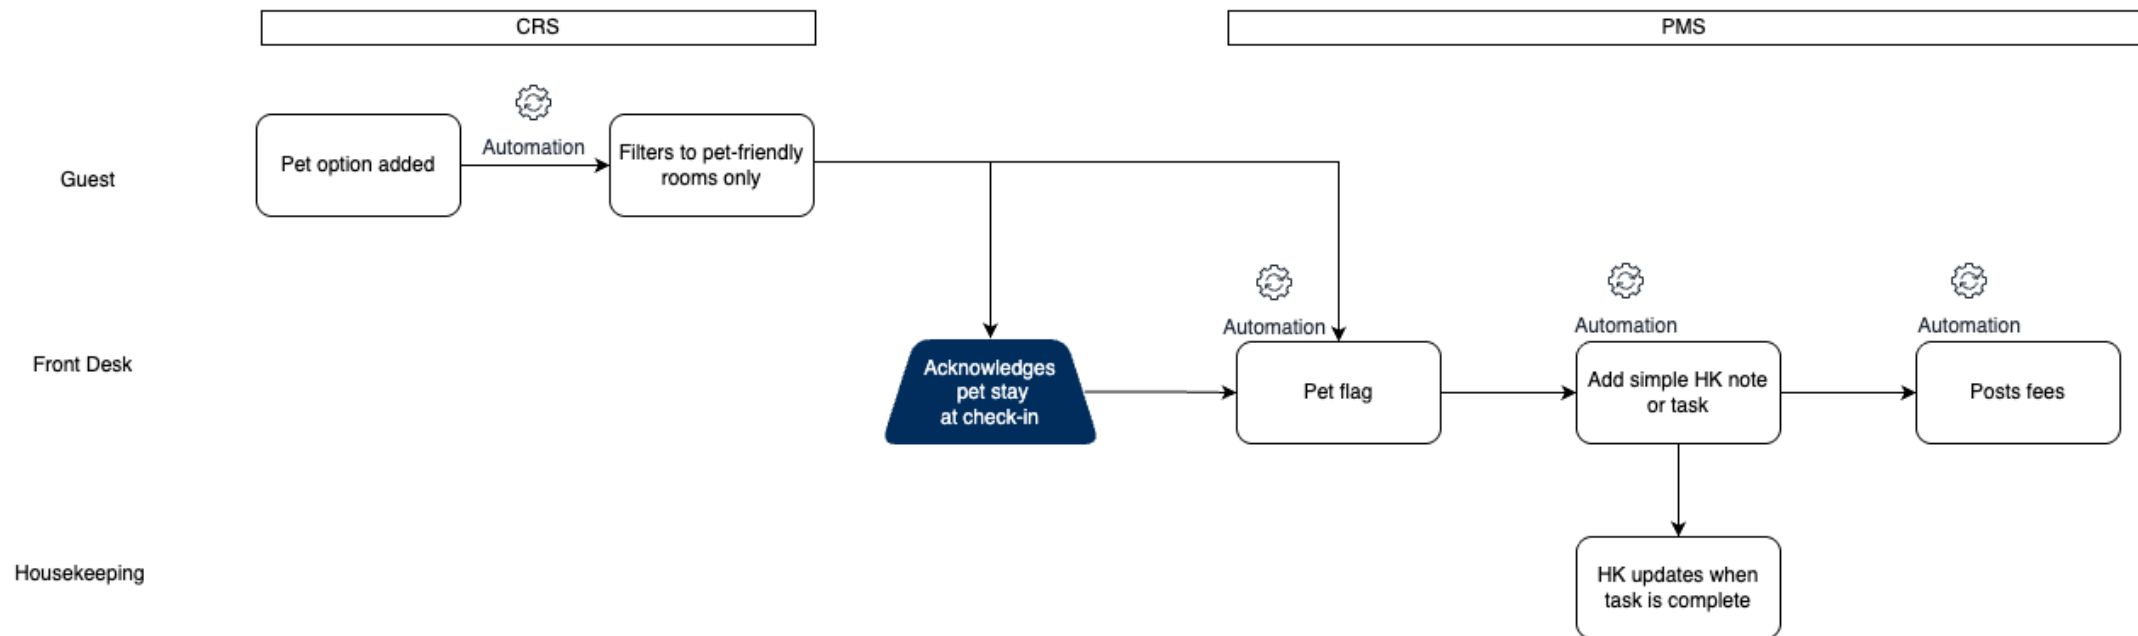 CRS
PMS
Automation
Pet option added
Filters to pet-friendly
rooms only
Guest
Automation
Automation
Automation
Front Desk
Acknowledges
pet stay
at check-in
Pet flag
Add simple HK note
or task
Posts fees
Housekeeping
HK updates when
task is complete